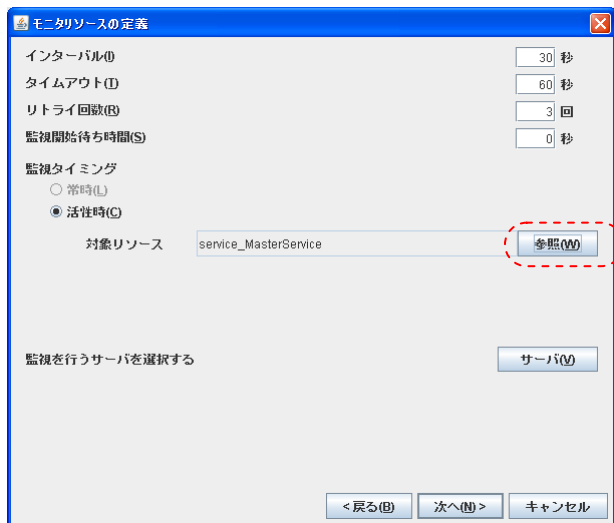 モニタリソースの定義
インターバル(I) 30 秒
タイムアウト(T) 60 秒
リトライ回数(R) 3 回
監視開始待ち時間(S) 0 秒
監視タイミング
常時(L)
活性時(C)
対象リソース service_MasterService 参照(W)
監視を行うサーバを選択する サーバ(V)
<戻る(B) 次へ(N)> キャンセル